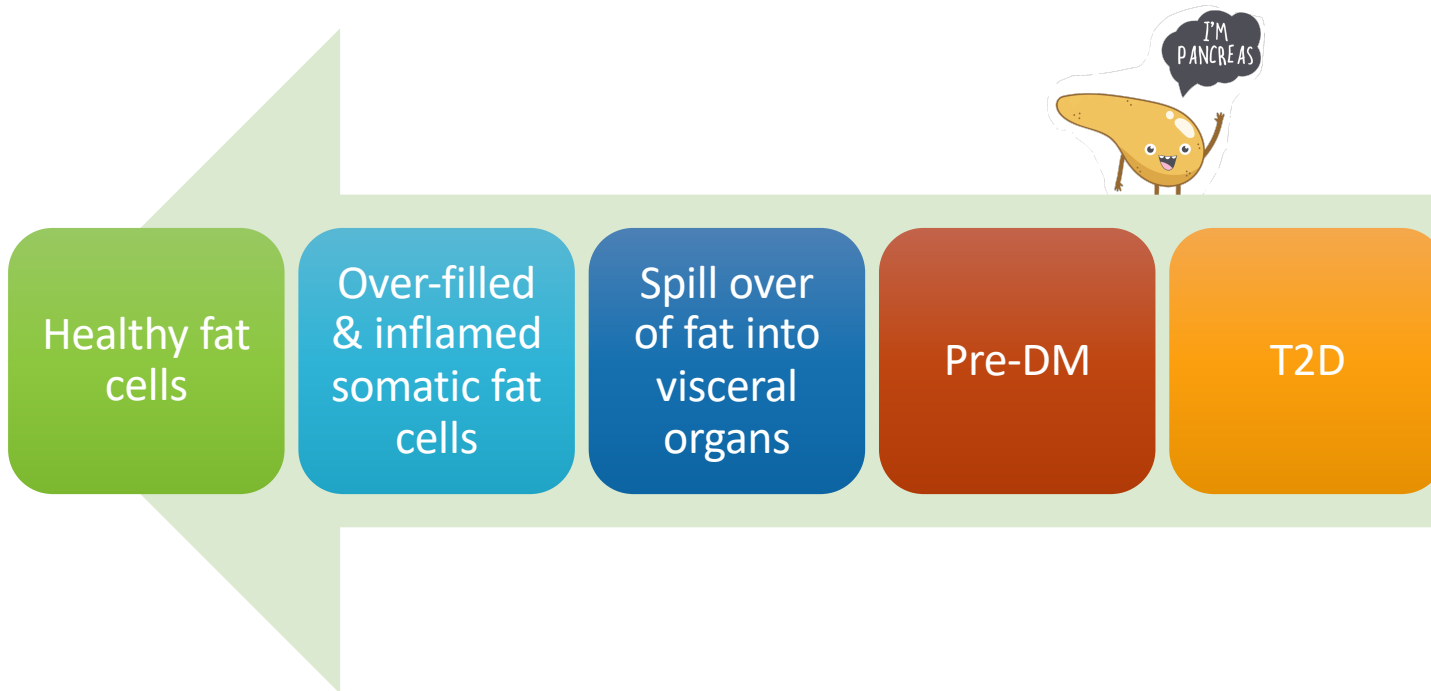 I'M
PANCREAS
Healthy fat
cells
Over-filled
& inflamed
somatic fat
cells
Spill over
of fat into
visceral
organs
Pre-DM
T2D